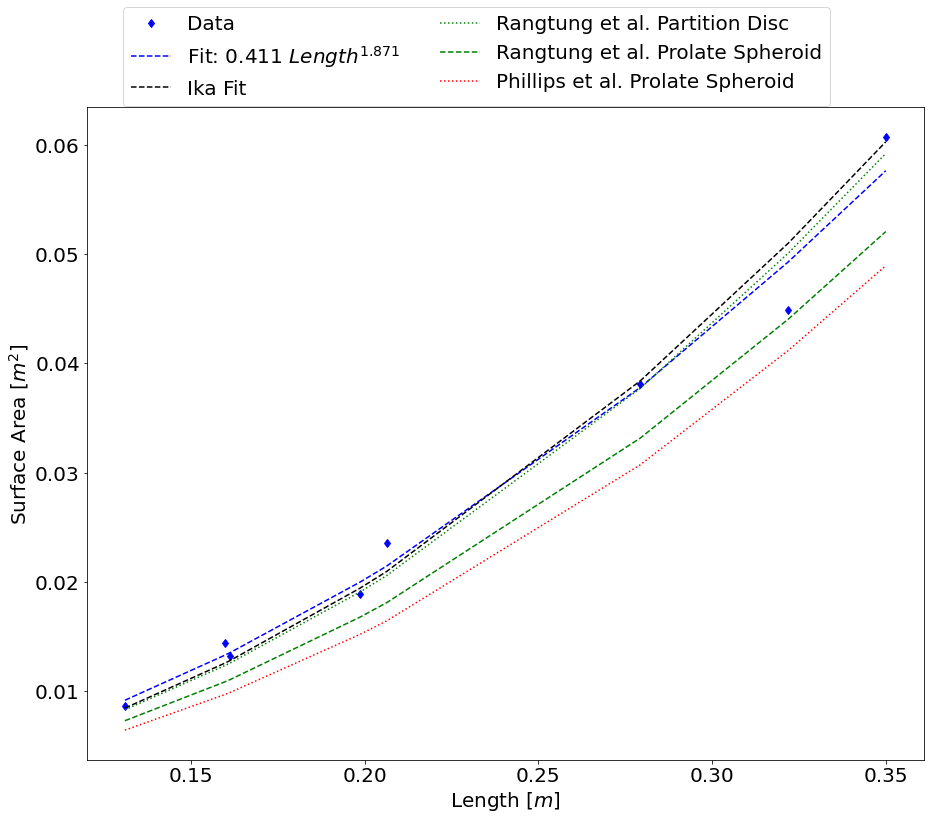 Data
Fit: 0.411 Length^1.871
Ika Fit
Rangtung et al. Partition Disc
Rangtung et al. Prolate Spheroid
Phillips et al. Prolate Spheroid
0.06
0.05
0.04
0.03
0.02
0.01
Surface Area [m²]
0.15 0.20 0.25 0.30 0.35
Length [m]